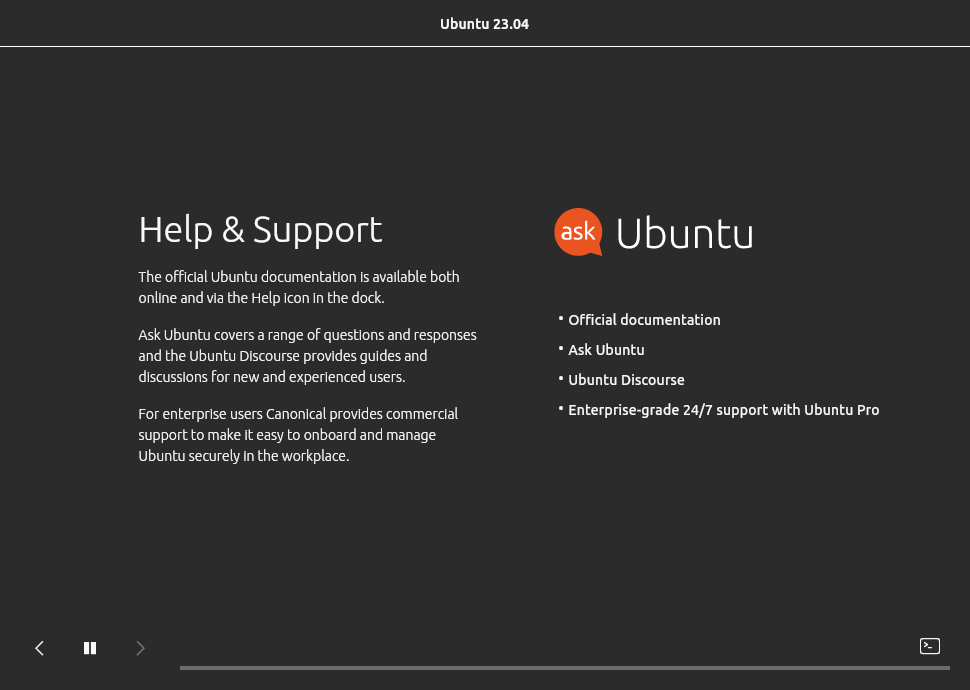 Ubuntu 23.04
Help & Support
The official Ubuntu documentation is available both
online and via the Help icon in the dock.
Ask Ubuntu covers a range of questions and responses
and the Ubuntu Discourse provides guides and
discussions for new and experienced users.
For enterprise users Canonical provides commercial
support to make it easy to onboard and manage
Ubuntu securely in the workplace.
ask Ubuntu
• Official documentation
• Ask Ubuntu
• Ubuntu Discourse
• Enterprise-grade 24/7 support with Ubuntu Pro